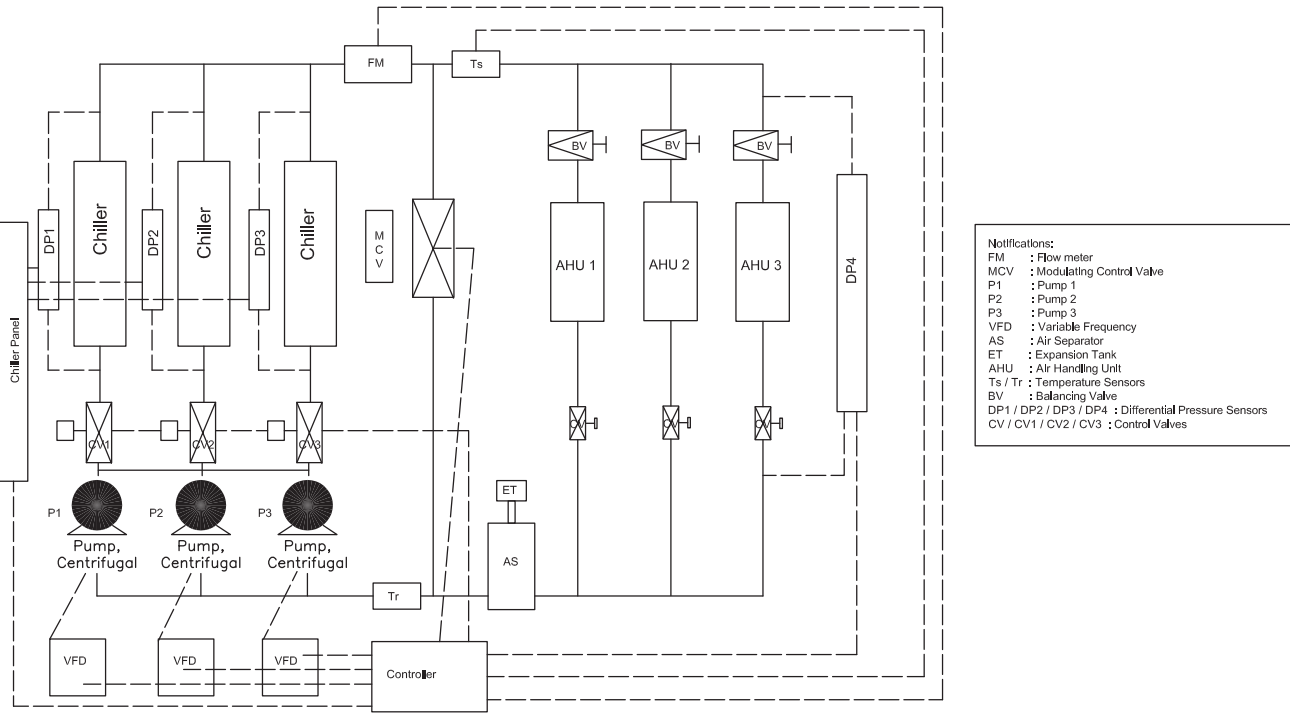 FM
Ts
BV
BV
BV
DP1
Chiller
DP2
Chiller
DP3
Chiller
M
C
V
AHU 1
AHU 2
AHU 3
DP4
Chiller Panel
CV1
CV2
CV3
CV
CV
CV
P1
P2
P3
Pump,
Centrifugal
Pump,
Centrifugal
Pump,
Centrifugal
ET
AS
Tr
VFD
VFD
VFD
Controller
Notifications:
FM : Flow meter
MCV : Modulating Control Valve
P1 : Pump 1
P2 : Pump 2
P3 : Pump 3
VFD : Variable Frequency
AS : Air Separator
ET : Expansion Tank
AHU : Air Handling Unit
Ts / Tr : Temperature Sensors
BV : Balancing Valve
DP1 / DP2 / DP3 / DP4 : Differential Pressure Sensors
CV / CV1 / CV2 / CV3 : Control Valves